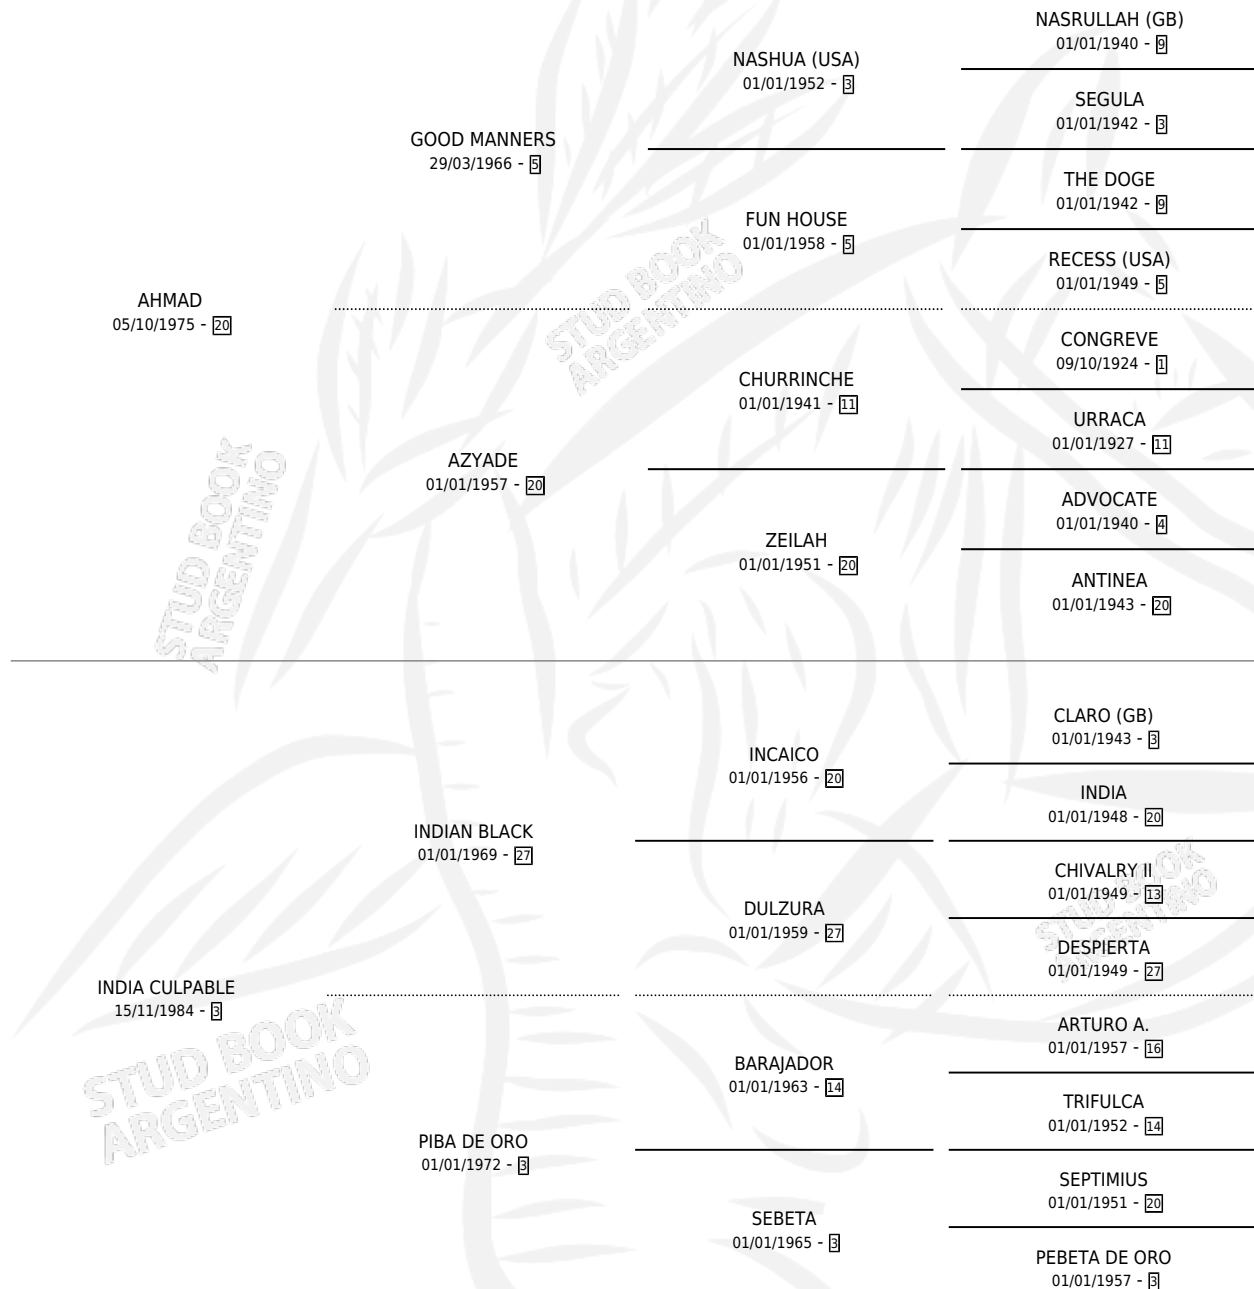 NASRULLAH (GB)
01/01/1940 - 9
NASHUA (USA)
01/01/1952 - 3
SEGULA
01/01/1942 - 3
GOOD MANNERS
29/03/1966 - 5
THE DOGE
01/01/1942 - 9
FUN HOUSE
01/01/1958 - 5
RECESS (USA)
01/01/1949 - 5
AHMAD
05/10/1975 - 20
CONGREVE
09/10/1924 - 1
CHURRINCHE
01/01/1941 - 11
URRACA
01/01/1927 - 11
AZYADE
01/01/1957 - 20
ADVOCATE
01/01/1940 - 4
ZEILAH
01/01/1951 - 20
ANTINEA
01/01/1943 - 20
CLARO (GB)
01/01/1943 - 3
INCAICO
01/01/1956 - 20
INDIA
01/01/1948 - 20
INDIAN BLACK
01/01/1969 - 27
CHIVALRY II
01/01/1949 - 13
DULZURA
01/01/1959 - 27
DESPIERTA
01/01/1949 - 27
INDIA CULPABLE
15/11/1984 - 3
ARTURO A.
01/01/1957 - 16
BARAJADOR
01/01/1963 - 14
TRIFULCA
01/01/1952 - 14
PIBA DE ORO
01/01/1972 - 3
SEPTIMIUS
01/01/1951 - 20
SEBETA
01/01/1965 - 3
PEBETA DE ORO
01/01/1957 - 3
STUD BOOK
ARGENTINO
STUD BOOK
ARGENTINO
STUD BOOK
ARGENTINO
STUD BOOK
ARGENTINO